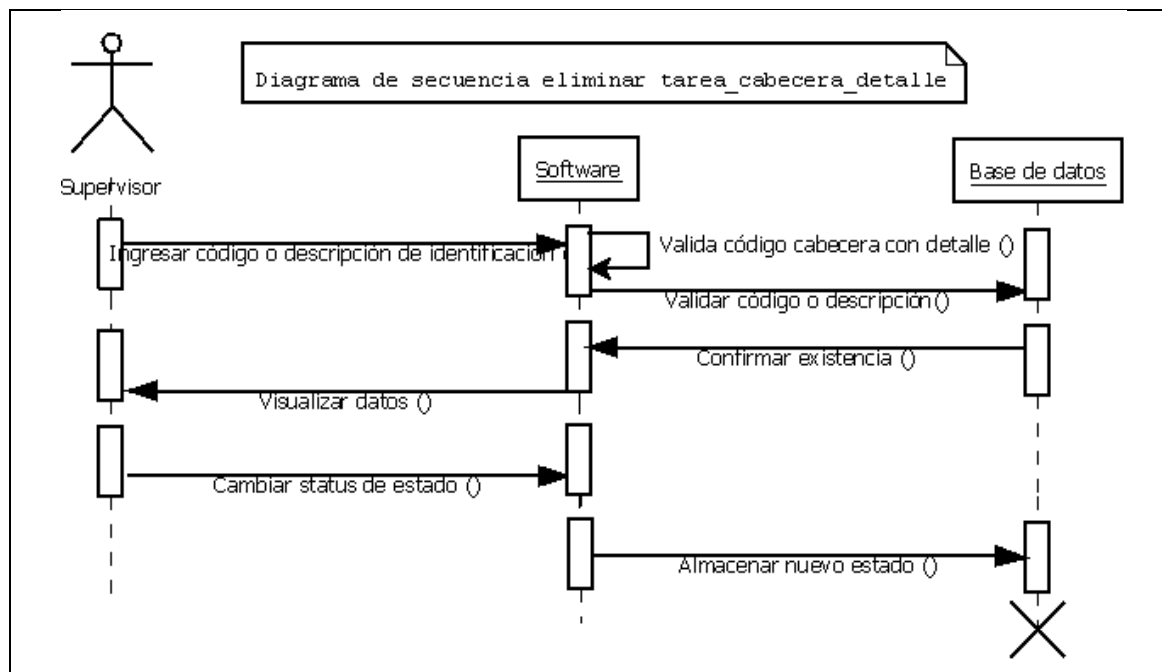 Diagrama de secuencia eliminar tarea_cabecera_detalle
Supervisor
Software
Base de datos
Ingresar código o descripción de identificación (
Valida código cabecera con detalle ()
Validar código o descripción()
Confirmar existencia ()
Visualizar datos ()
Cambiar status de estado ()
Almacenar nuevo estado ()